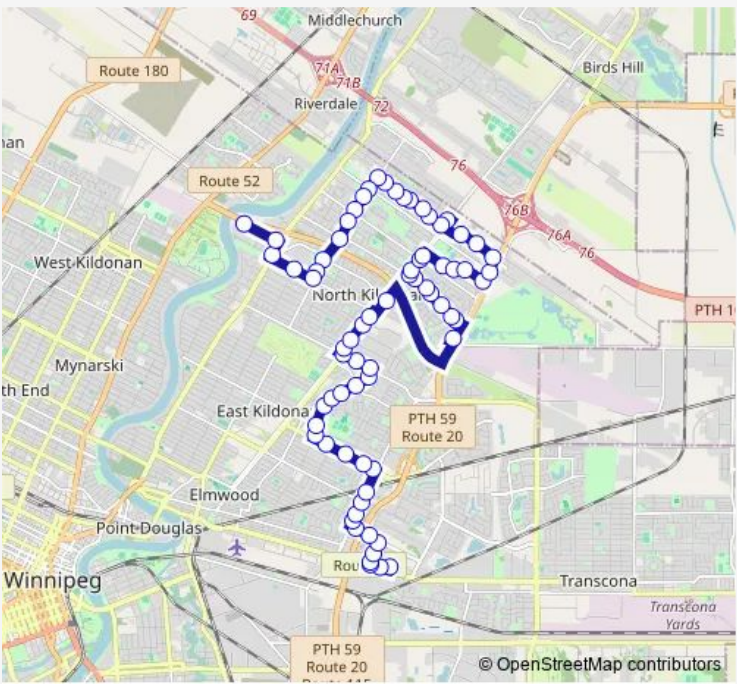 69
Middlechurch
Route 180
71A
71B
Birds Hill
Riverdale
72
76
Route 52
76B
76A
76
West Kildonan
North Kil
PTH 1
Mynarski
th End
East Kildona
PTH 59
Route 20
Elmwood
Point Douglas
Rou
Winnipeg
Transcona
Transcona
Yards
PTH 59
Route 20
© OpenStreetMap contributors